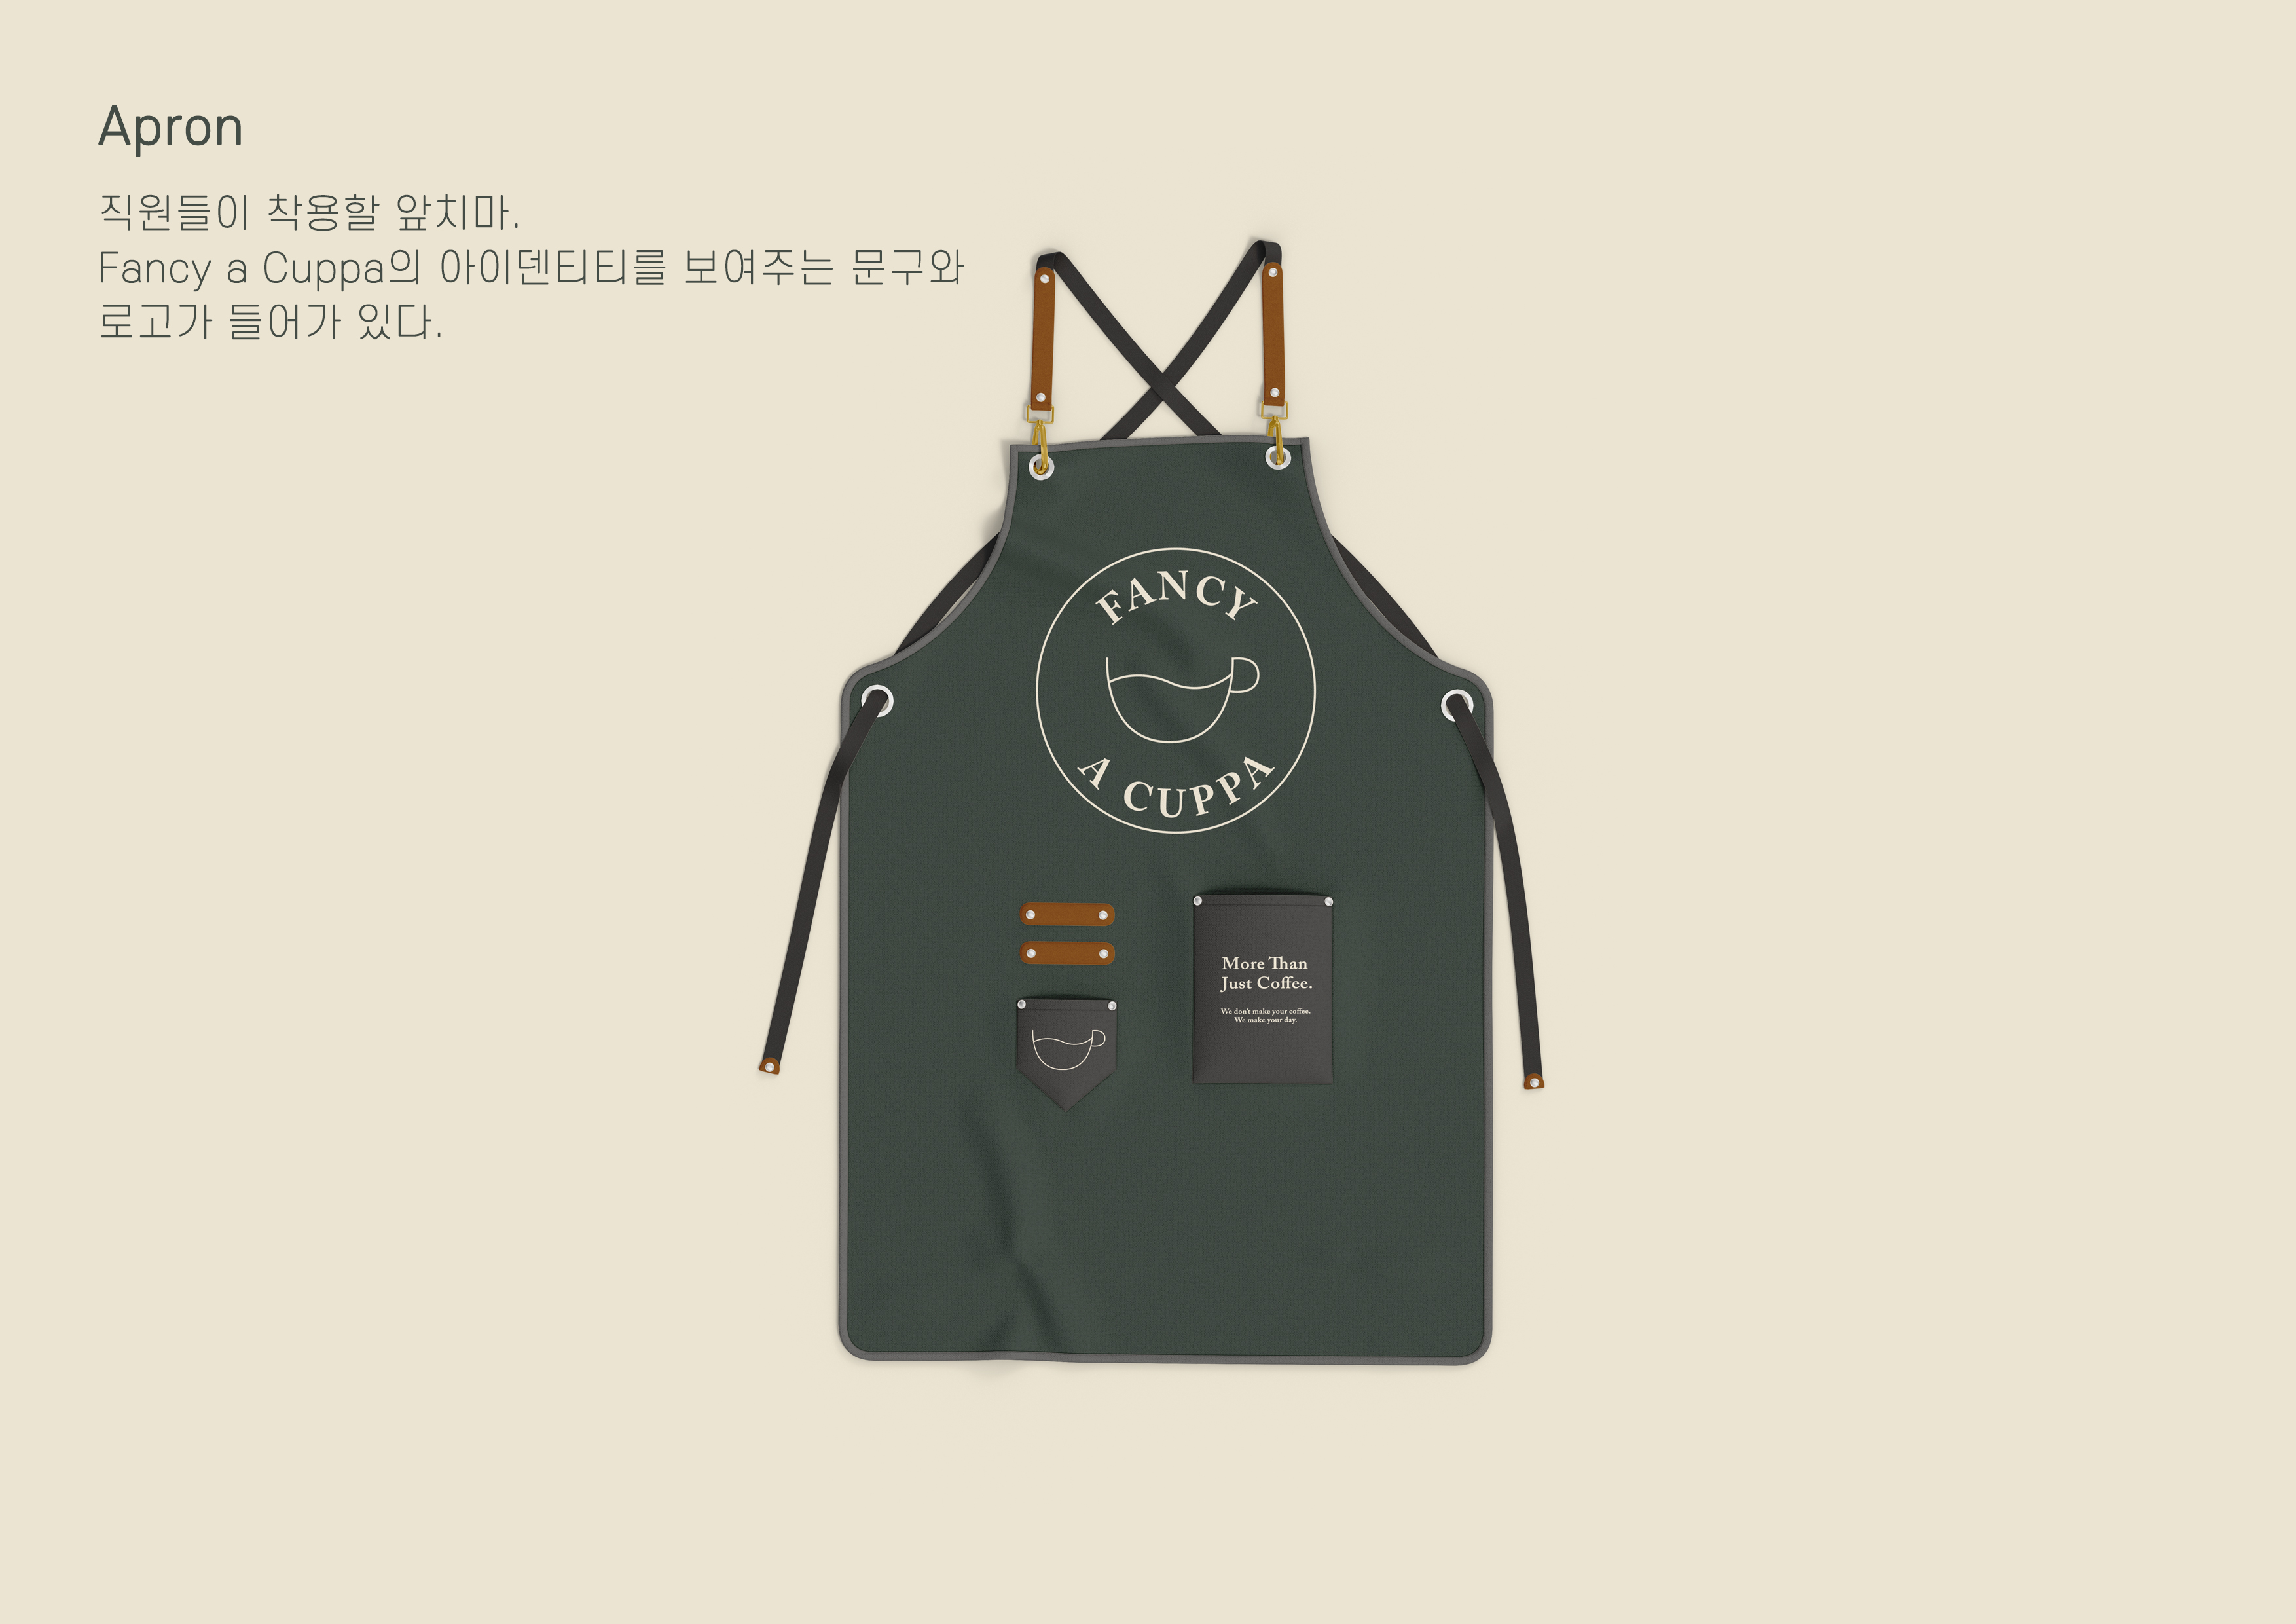 Apron
직원들이 착용할 앞치마.
Fancy a Cuppa의 아이덴티티를 보여주는 문구와
로고가 들어가 있다.
FANCY
A CUPPA
More Than
Just Coffee.
We don't make your coffee.
We make your day.